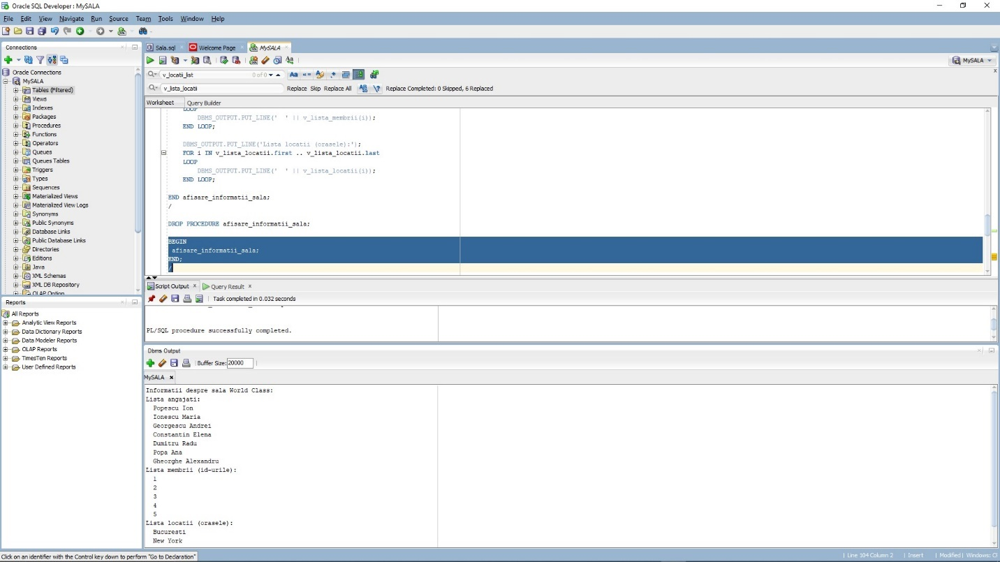 Oracle SQL Developer : MySALA
File Edit View Navigate Run Source Team Tools Window Help
Connections
Oracle Connections
MySALA
Tables (Filtered)
Views
Indexes
Packages
Procedures
Functions
Operators
Queues
Queues Tables
Triggers
Types
Sequences
Materialized Views
Materialized View Logs
Synonyms
Public Synonyms
Database Links
Public Database Links
Directories
Editions
Java
XML Schemas
XML DB Repository
OLAP Option
Reports
All Reports
Analytic View Reports
Data Dictionary Reports
Data Modeler Reports
OLAP Reports
TimesTen Reports
User Defined Reports
Sala.sql Welcome Page MySALA
MySALA
v_locatii_list 0 of 0
v_lista_locatii Replace Skip Replace All Replace Completed: 0 Skipped, 6 Replaced
Worksheet Query Builder
LOOP
DBMS_OUTPUT.PUT_LINE('  ' || v_lista_membrii(i));
END LOOP;
DBMS_OUTPUT.PUT_LINE('Lista locatii (orasele):');
FOR i IN v_lista_locatii.first .. v_lista_locatii.last
LOOP
DBMS_OUTPUT.PUT_LINE('  ' || v_lista_locatii(i));
END LOOP;
END afisare_informatii_sala;
/
DROP PROCEDURE afisare_informatii_sala;
BEGIN
afisare_informatii_sala;
END;
/
Script Output Query Result
Task completed in 0.032 seconds
PL/SQL procedure successfully completed.
Dbms Output
Buffer Size: 20000
MySALA
Informatii despre sala World Class:
Lista angajati:
Popescu Ion
Ionescu Maria
Georgescu Andrei
Constantin Elena
Dumitru Radu
Popa Ana
Gheorghe Alexandru
Lista membrii (id-urile):
1
2
3
4
5
Lista locatii (orasele):
Bucuresti
New York
Click on an identifier with the Control key down to perform "Go to Declaration"
Line 104 Column 2 | Insert | Modified | Windows: Cl